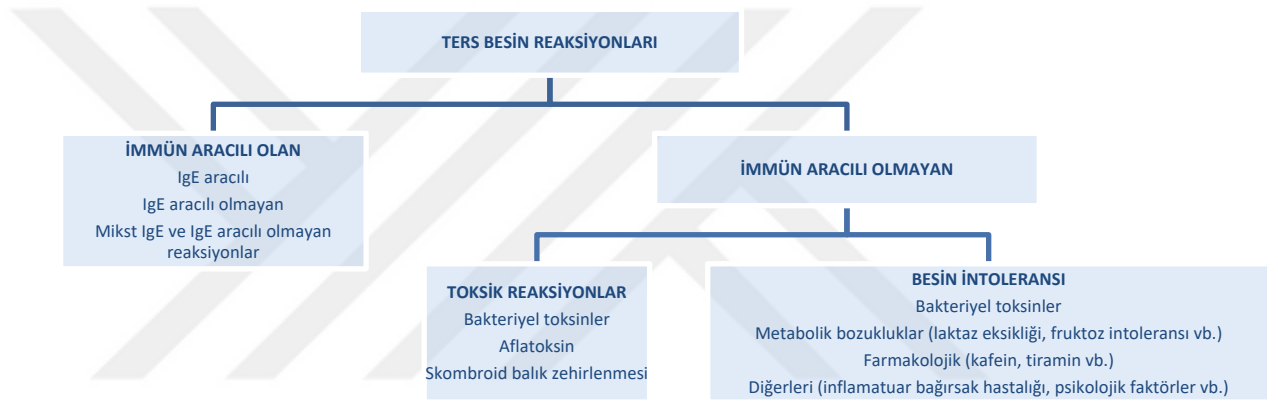 TERS BESİN REAKSİYONLARI
İMMÜN ARACILI OLAN
IgE aracılı
IgE aracılı olmayan
Mikst IgE ve IgE aracılı olmayan
reaksiyonlar
İMMÜN ARACILI OLMAYAN
TOKSİK REAKSİYONLAR
Bakteriyel toksinler
Aflatoksin
Skombroid balık zehirlenmesi
BESİN İNTOLERANSI
Bakteriyel toksinler
Metabolik bozukluklar (laktaz eksikliği, fruktoz intoleransı vb.)
Farmakolojik (kafein, tiramin vb.)
Diğerleri (inflamatuar bağırsak hastalığı, psikolojik faktörler vb.)